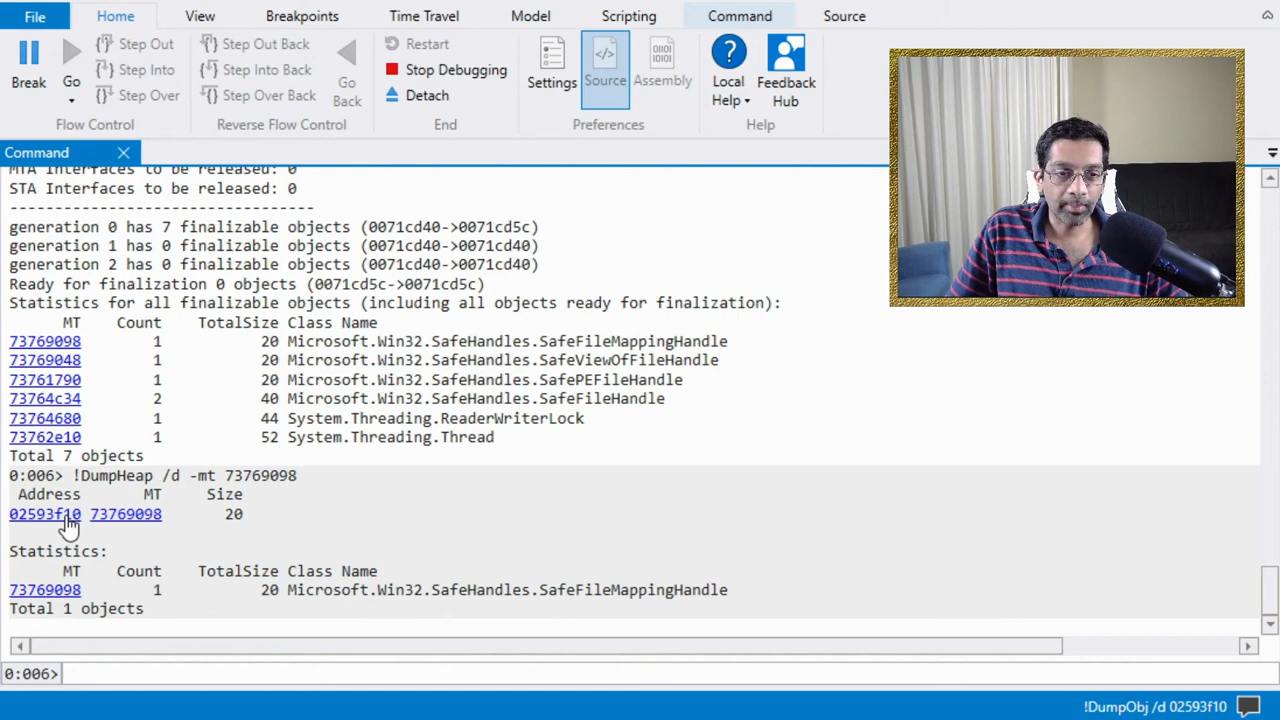 File Home View Breakpoints Time Travel Model Scripting Command Source
Break
Go
Step Out
Step Into
Step Over
Flow Control
Step Out Back
Step Into Back
Step Over Back
Go Back
Reverse Flow Control
Restart
Stop Debugging
Detach
End
Settings
Source
Assembly
Preferences
Local Help
Feedback Hub
Help
Command
MTA Interfaces to be released: 0
STA Interfaces to be released: 0
----------------------------------
generation 0 has 7 finalizable objects (0071cd40->0071cd5c)
generation 1 has 0 finalizable objects (0071cd40->0071cd40)
generation 2 has 0 finalizable objects (0071cd40->0071cd40)
Ready for finalization 0 objects (0071cd5c->0071cd5c)
Statistics for all finalizable objects (including all objects ready for finalization):
MT Count TotalSize Class Name
73769098 1 20 Microsoft.Win32.SafeHandles.SafeFileMappingHandle
73769048 1 20 Microsoft.Win32.SafeHandles.SafeViewOfFileHandle
73761790 1 20 Microsoft.Win32.SafeHandles.SafePEFileHandle
73764c34 2 40 Microsoft.Win32.SafeHandles.SafeFileHandle
73764680 1 44 System.Threading.ReaderWriterLock
73762e10 1 52 System.Threading.Thread
Total 7 objects
0:006> !DumpHeap /d -mt 73769098
Address MT Size
02593f10 73769098 20
Statistics:
MT Count TotalSize Class Name
73769098 1 20 Microsoft.Win32.SafeHandles.SafeFileMappingHandle
Total 1 objects
0:006>
!DumpObj /d 02593f10